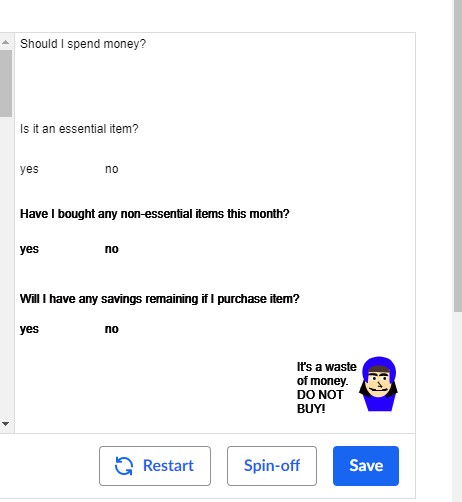 Should I spend money?
Is it an essential item?
yes no
Have I bought any non-essential items this month?
yes no
Will I have any savings remaining if I purchase item?
yes no
It's a waste
of money.
DO NOT
BUY!
Restart Spin-off Save